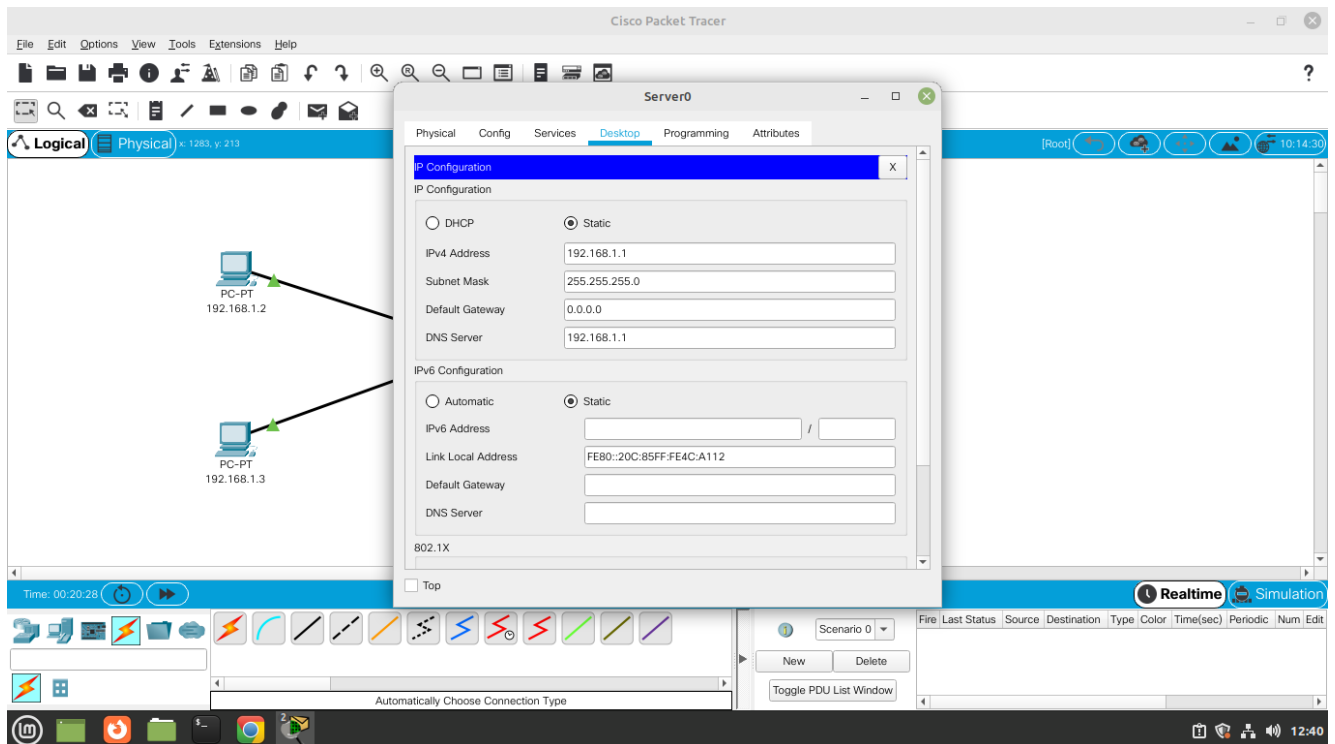 Cisco Packet Tracer
File Edit Options View Tools Extensions Help
?
Server0
Physical Config Services Desktop Programming Attributes
Logical Physical x: 1283, y: 213
[Root] 10:14:30
IP Configuration X
IP Configuration
DHCP Static
IPv4 Address 192.168.1.1
Subnet Mask 255.255.255.0
Default Gateway 0.0.0.0
DNS Server 192.168.1.1
IPv6 Configuration
Automatic Static
IPv6 Address /
Link Local Address FE80::20C:85FF:FE4C:A112
Default Gateway
DNS Server
802.1X
Top
PC-PT
192.168.1.2
PC-PT
192.168.1.3
Time: 00:20:28
Realtime Simulation
Scenario 0
New Delete
Toggle PDU List Window
Fire Last Status Source Destination Type Color Time(sec) Periodic Num Edit
Automatically Choose Connection Type
2
12:40